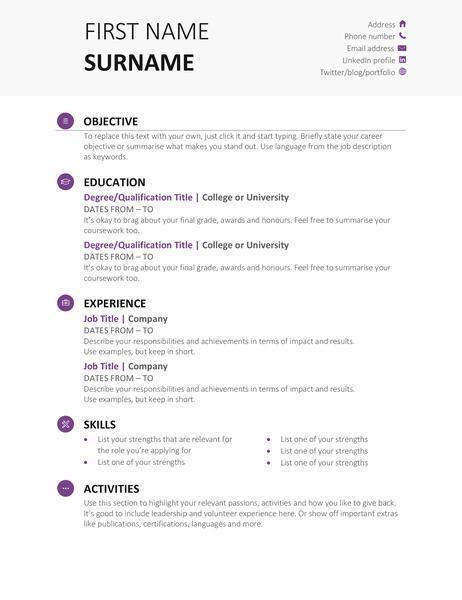 FIRST NAME
SURNAME
Address
Phone number
Email address
LinkedIn profile
Twitter/blog/portfolio
OBJECTIVE
To replace this text with your own, just click it and start typing. Briefly state your career
objective or summarise what makes you stand out. Use language from the job description
as keywords.
EDUCATION
Degree/Qualification Title | College or University
DATES FROM – TO
It's okay to brag about your final grade, awards and honours. Feel free to summarise your
coursework too.
Degree/Qualification Title | College or University
DATES FROM – TO
It's okay to brag about your final grade, awards and honours. Feel free to summarise your
coursework too.
EXPERIENCE
Job Title | Company
DATES FROM – TO
Describe your responsibilities and achievements in terms of impact and results.
Use examples, but keep in short.
Job Title | Company
DATES FROM – TO
Describe your responsibilities and achievements in terms of impact and results.
Use examples, but keep in short.
SKILLS
• List your strengths that are relevant for
the role you're applying for
• List one of your strengths
• List one of your strengths
• List one of your strengths
• List one of your strengths
ACTIVITIES
Use this section to highlight your relevant passions, activities and how you like to give back.
It's good to include leadership and volunteer experience here. Or show off important extras
like publications, certifications, languages and more.